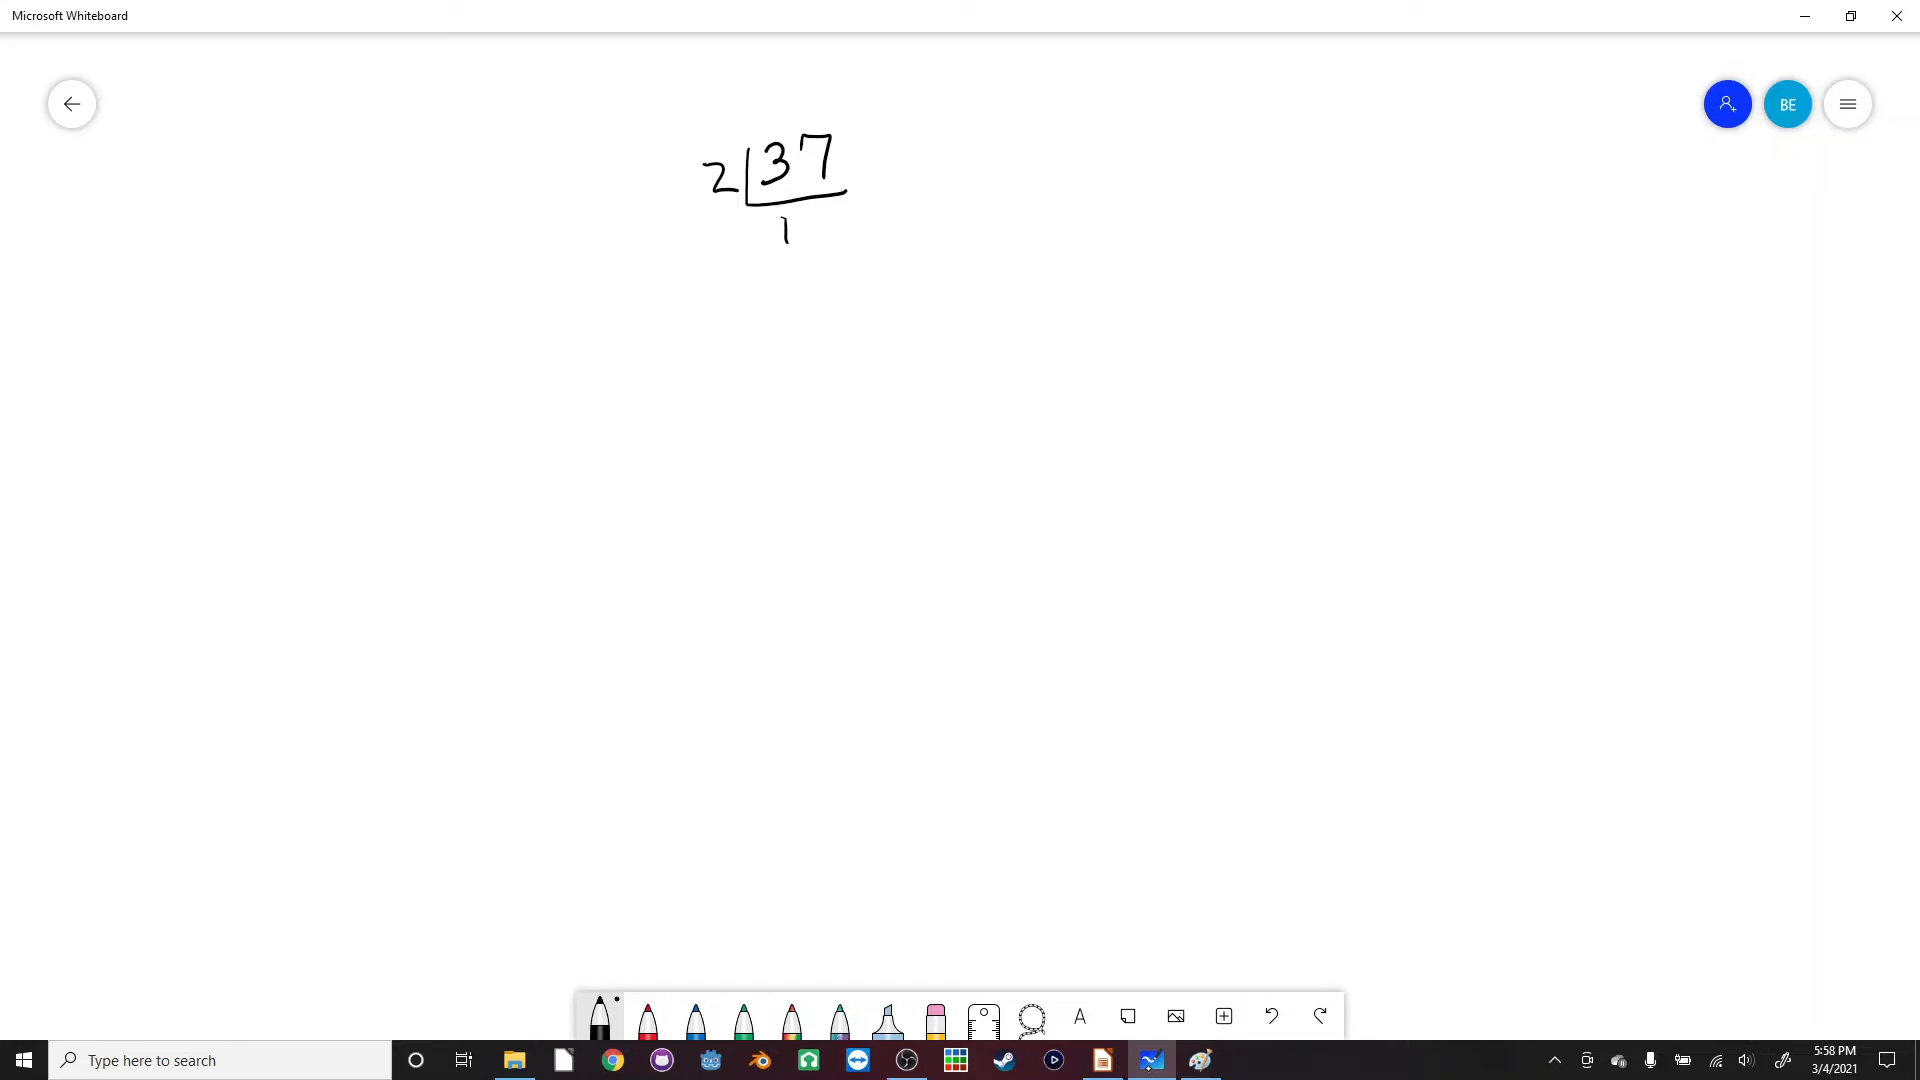 Microsoft Whiteboard
BE
2 37
1
A
Type here to search
5:58 PM
3/4/2021